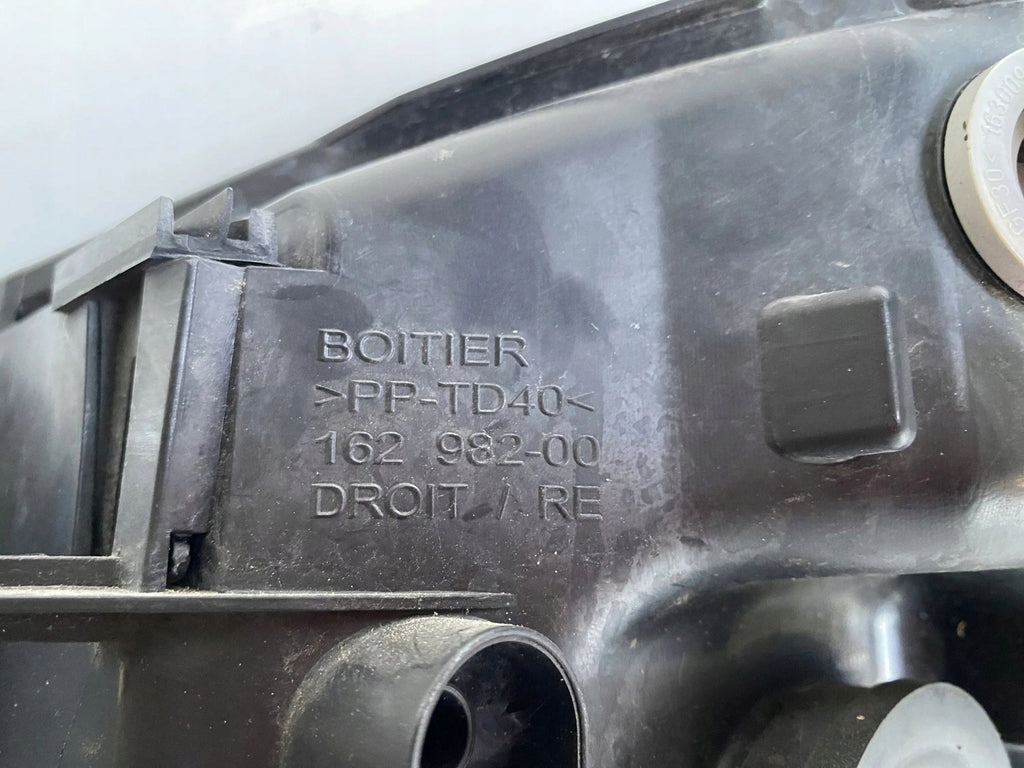 BOITIER
>PP-TD40<
162 982-00
DROIT / RE